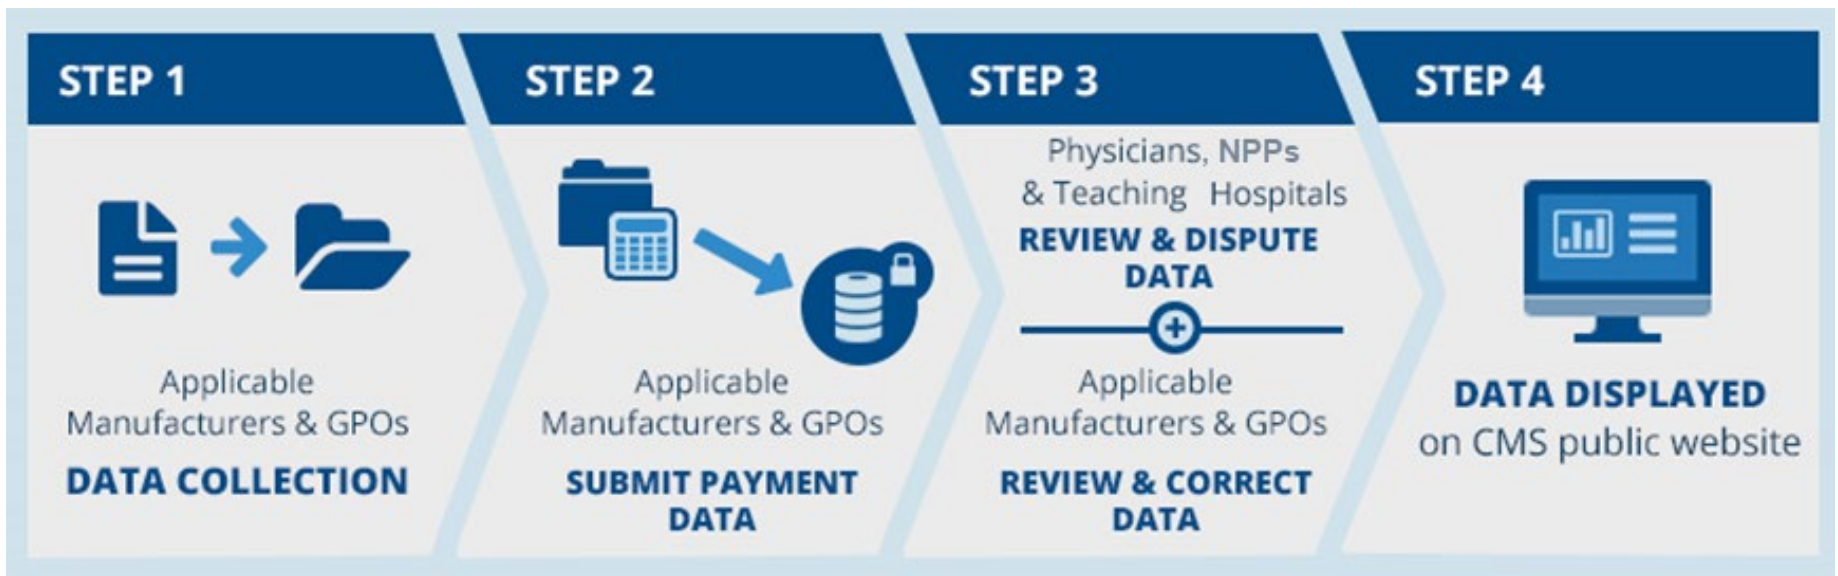 STEP 1
Applicable
Manufacturers & GPOs
DATA COLLECTION
STEP 2
Applicable
Manufacturers & GPOs
SUBMIT PAYMENT
DATA
STEP 3
Physicians, NPPs
& Teaching Hospitals
REVIEW & DISPUTE
DATA
Applicable
Manufacturers & GPOs
REVIEW & CORRECT
DATA
STEP 4
DATA DISPLAYED
on CMS public website